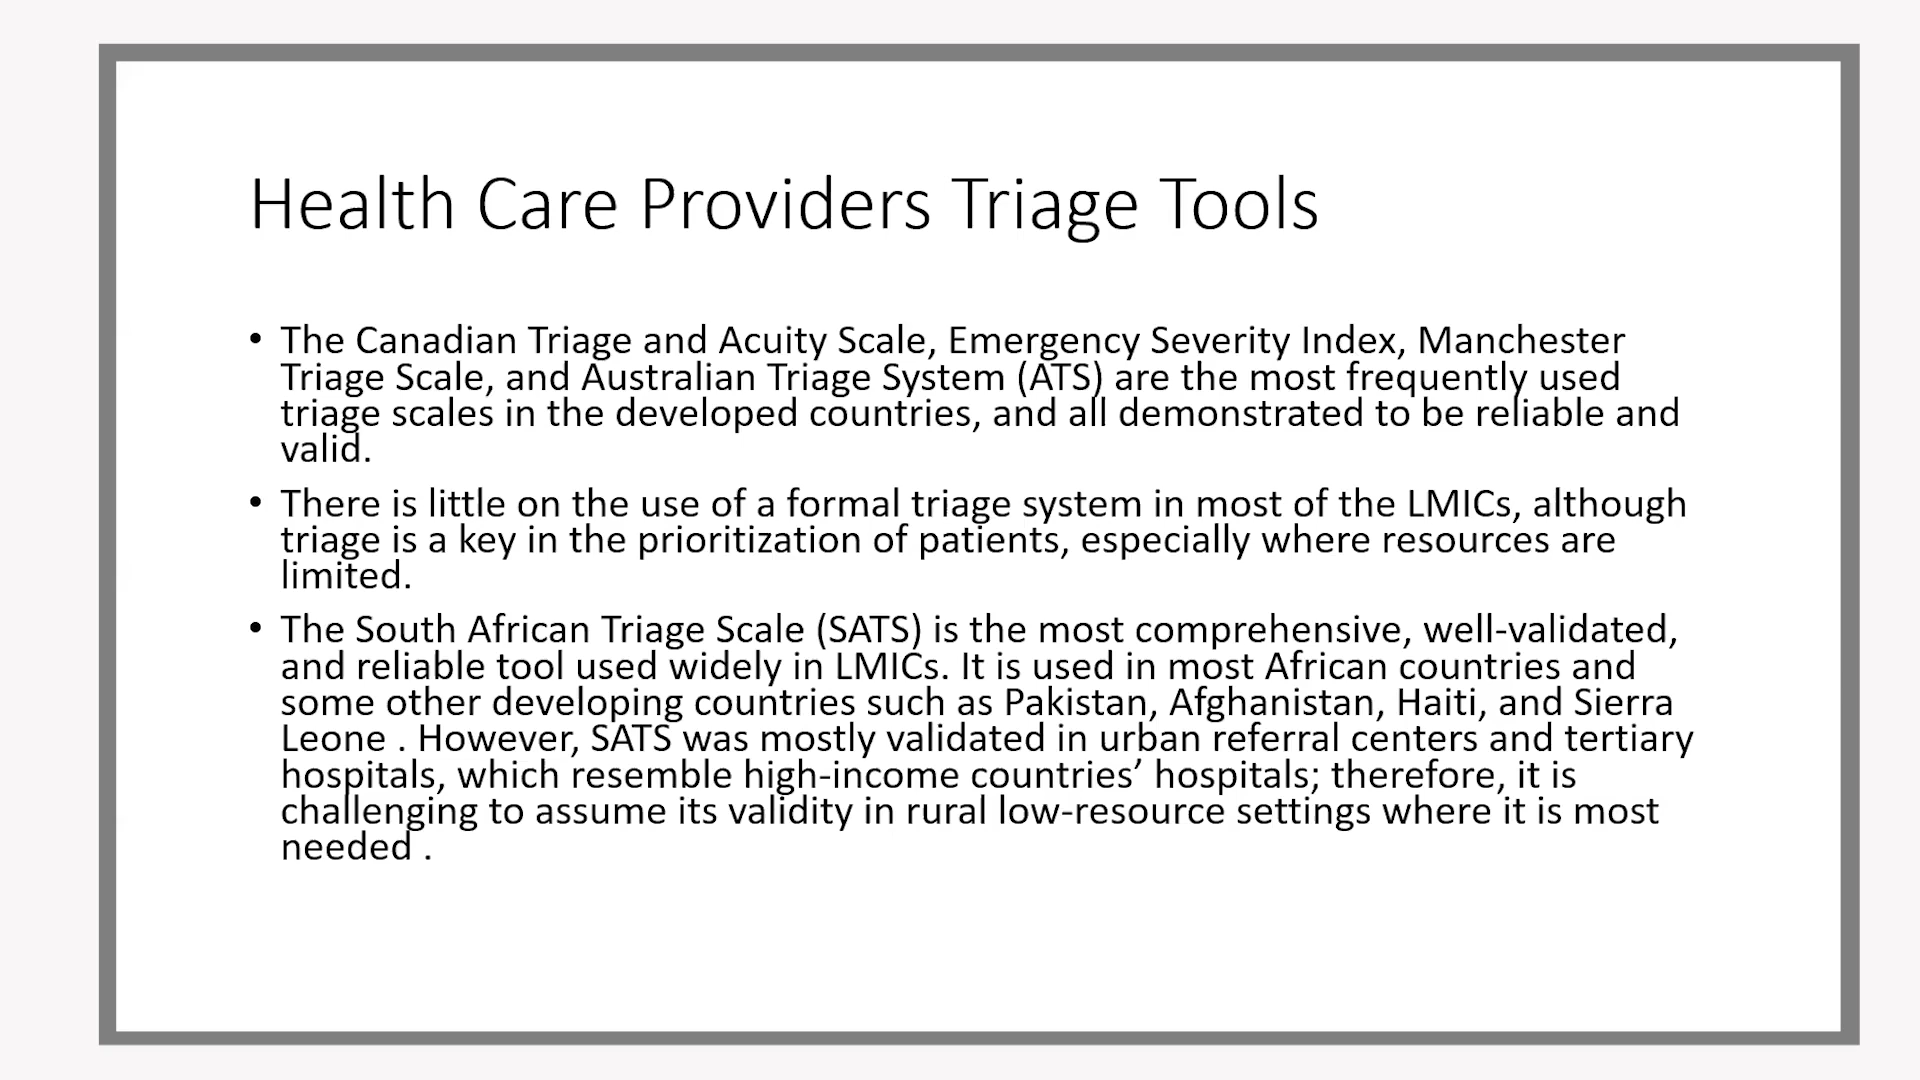 Health Care Providers Triage Tools
• The Canadian Triage and Acuity Scale, Emergency Severity Index, Manchester
Triage Scale, and Australian Triage System (ATS) are the most frequently used
triage scales in the developed countries, and all demonstrated to be reliable and
valid.
• There is little on the use of a formal triage system in most of the LMICs, although
triage is a key in the prioritization of patients, especially where resources are
limited.
• The South African Triage Scale (SATS) is the most comprehensive, well-validated,
and reliable tool used widely in LMICs. It is used in most African countries and
some other developing countries such as Pakistan, Afghanistan, Haiti, and Sierra
Leone . However, SATS was mostly validated in urban referral centers and tertiary
hospitals, which resemble high-income countries’ hospitals; therefore, it is
challenging to assume its validity in rural low-resource settings where it is most
needed .